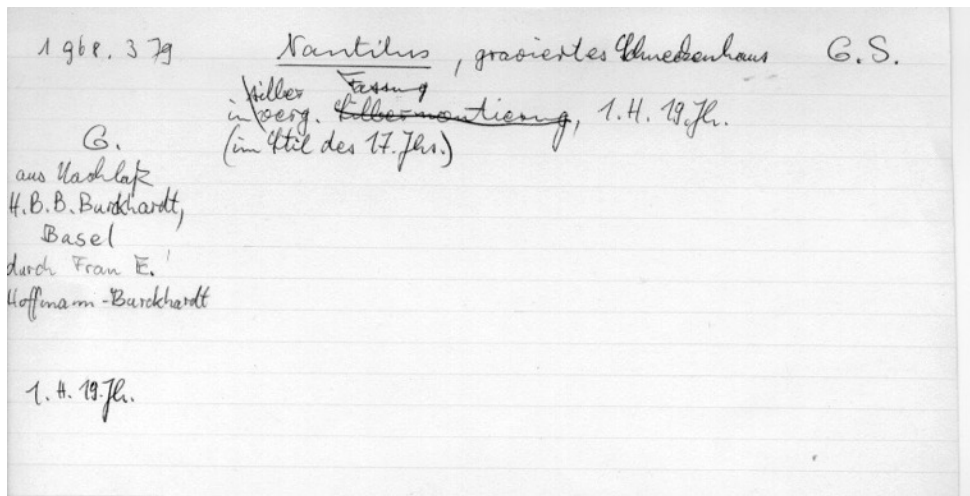 1968.379 Nautilus, graviertes Schneckenhaus G.S.
silber Fassung
in verg. Silbermontierung, 1.H. 19.Jh.
(im Stil des 17.Jhs.)
G.
aus Nachlaß
H.B.B. Burckhardt,
Basel
durch Frau E.
Hoffmann-Burckhardt
1.H. 19.Jh.